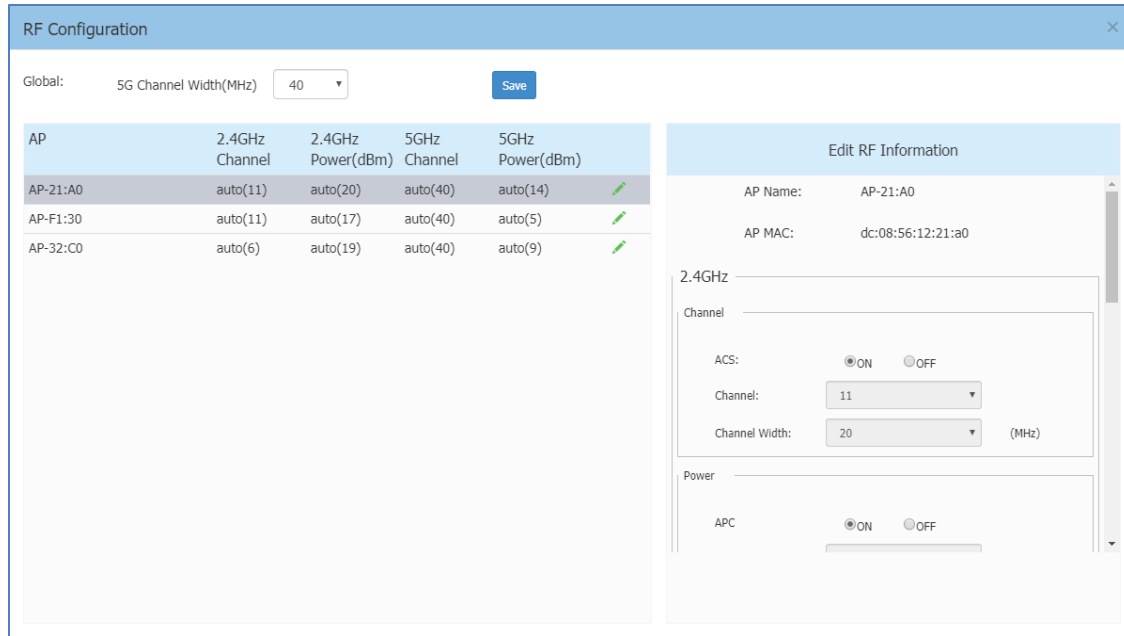 RF Configuration
×
Global: 5G Channel Width(MHz) 40 Save
AP 2.4GHz Channel 2.4GHz Power(dBm) 5GHz Channel 5GHz Power(dBm)
AP-21:A0 auto(11) auto(20) auto(40) auto(14)
AP-F1:30 auto(11) auto(17) auto(40) auto(5)
AP-32:C0 auto(6) auto(19) auto(40) auto(9)
Edit RF Information
AP Name: AP-21:A0
AP MAC: dc:08:56:12:21:a0
2.4GHz
Channel
ACS: ON OFF
Channel: 11
Channel Width: 20 (MHz)
Power
APC ON OFF